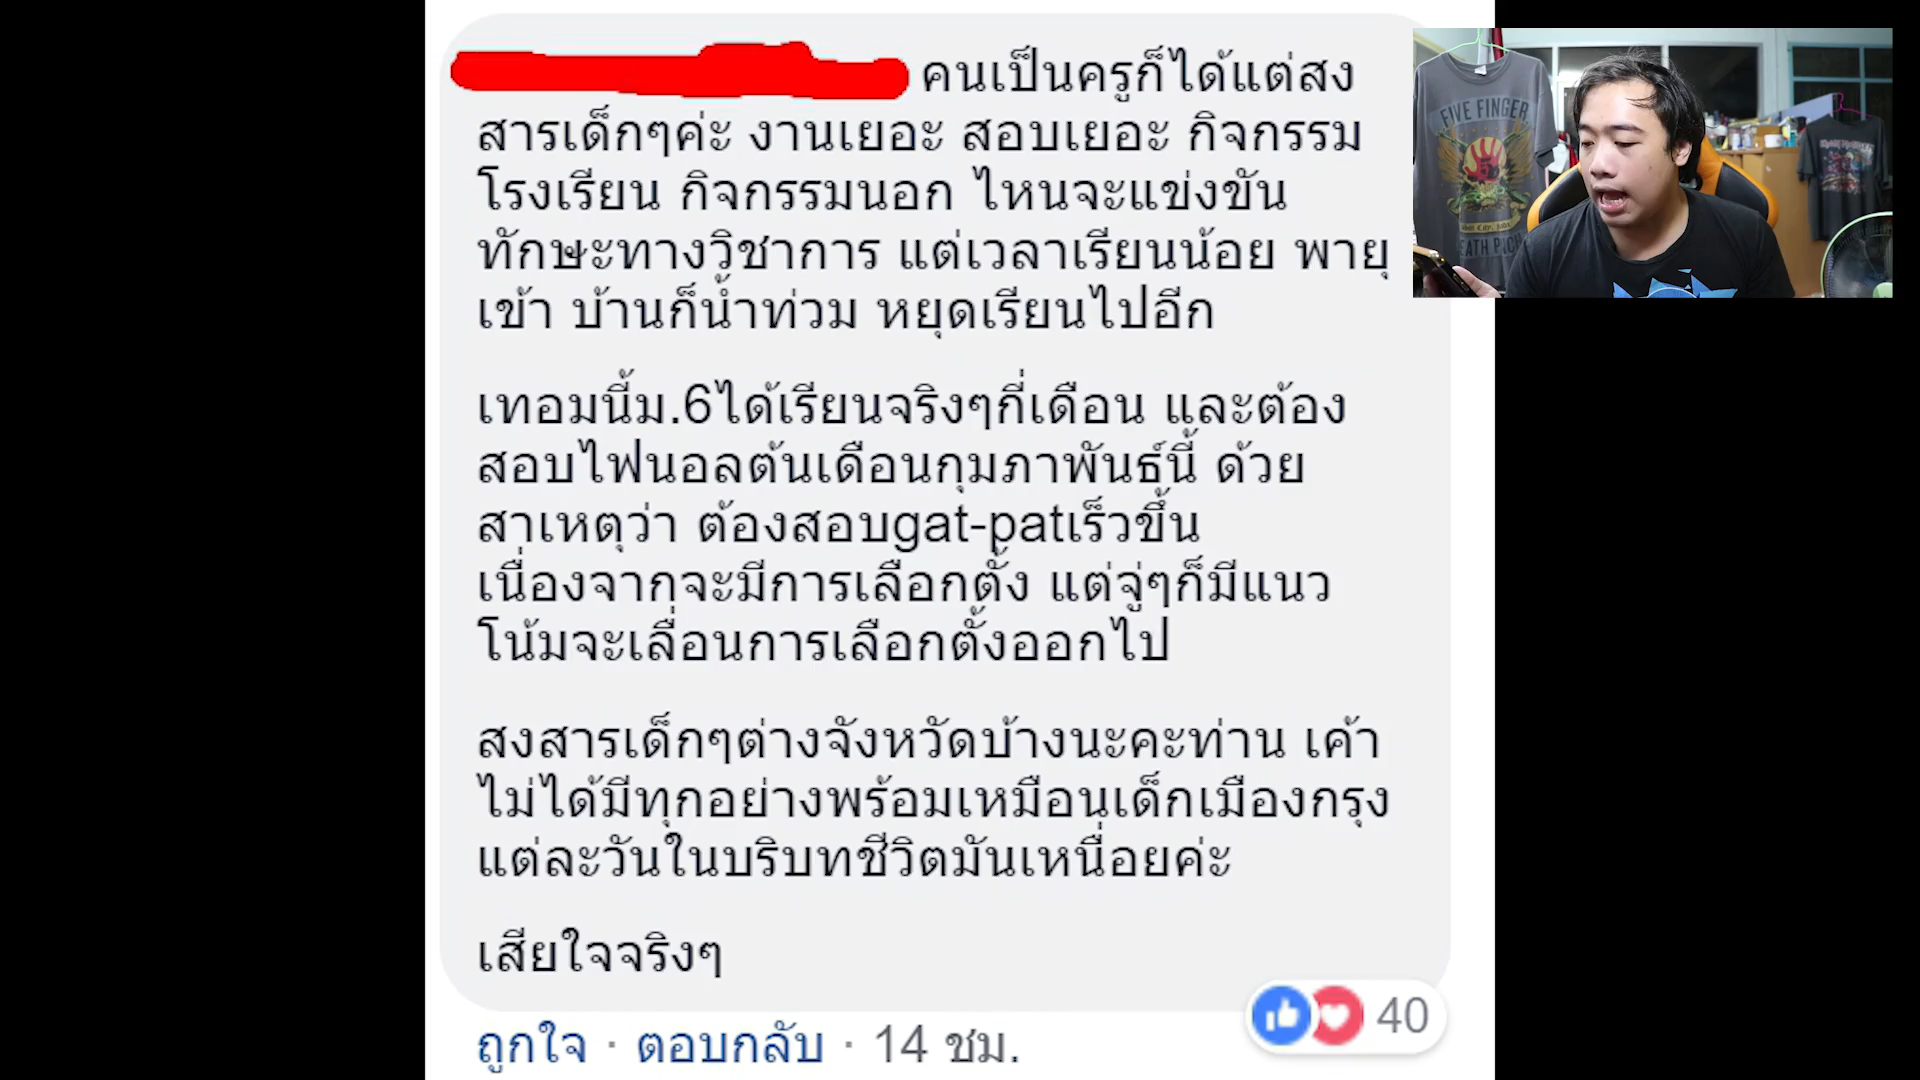 คนเป็นครูก็ได้แต่สง
สารเด็กๆค่ะ งานเยอะ สอบเยอะ กิจกรรม
โรงเรียน กิจกรรมนอก ไหนจะแข่งขัน
ทักษะทางวิชาการ แต่เวลาเรียนน้อย พายุ
เข้า บ้านก็น้ำท่วม หยุดเรียนไปอีก
เทอมนี้ม.6ได้เรียนจริงๆกี่เดือน และต้อง
สอบไฟนอลต้นเดือนกุมภาพันธ์นี้ ด้วย
สาเหตุว่า ต้องสอบgat-patเร็วขึ้น
เนื่องจากจะมีการเลือกตั้ง แต่จู่ๆก็มีแนว
โน้มจะเลื่อนการเลือกตั้งออกไป
สงสารเด็กๆต่างจังหวัดบ้างนะคะท่าน เค้า
ไม่ได้มีทุกอย่างพร้อมเหมือนเด็กเมืองกรุง
แต่ละวันในบริบทชีวิตมันเหนื่อยค่ะ
เสียใจจริงๆ
40
ถูกใจ · ตอบกลับ · 14 ชม.
FIVE FINGER